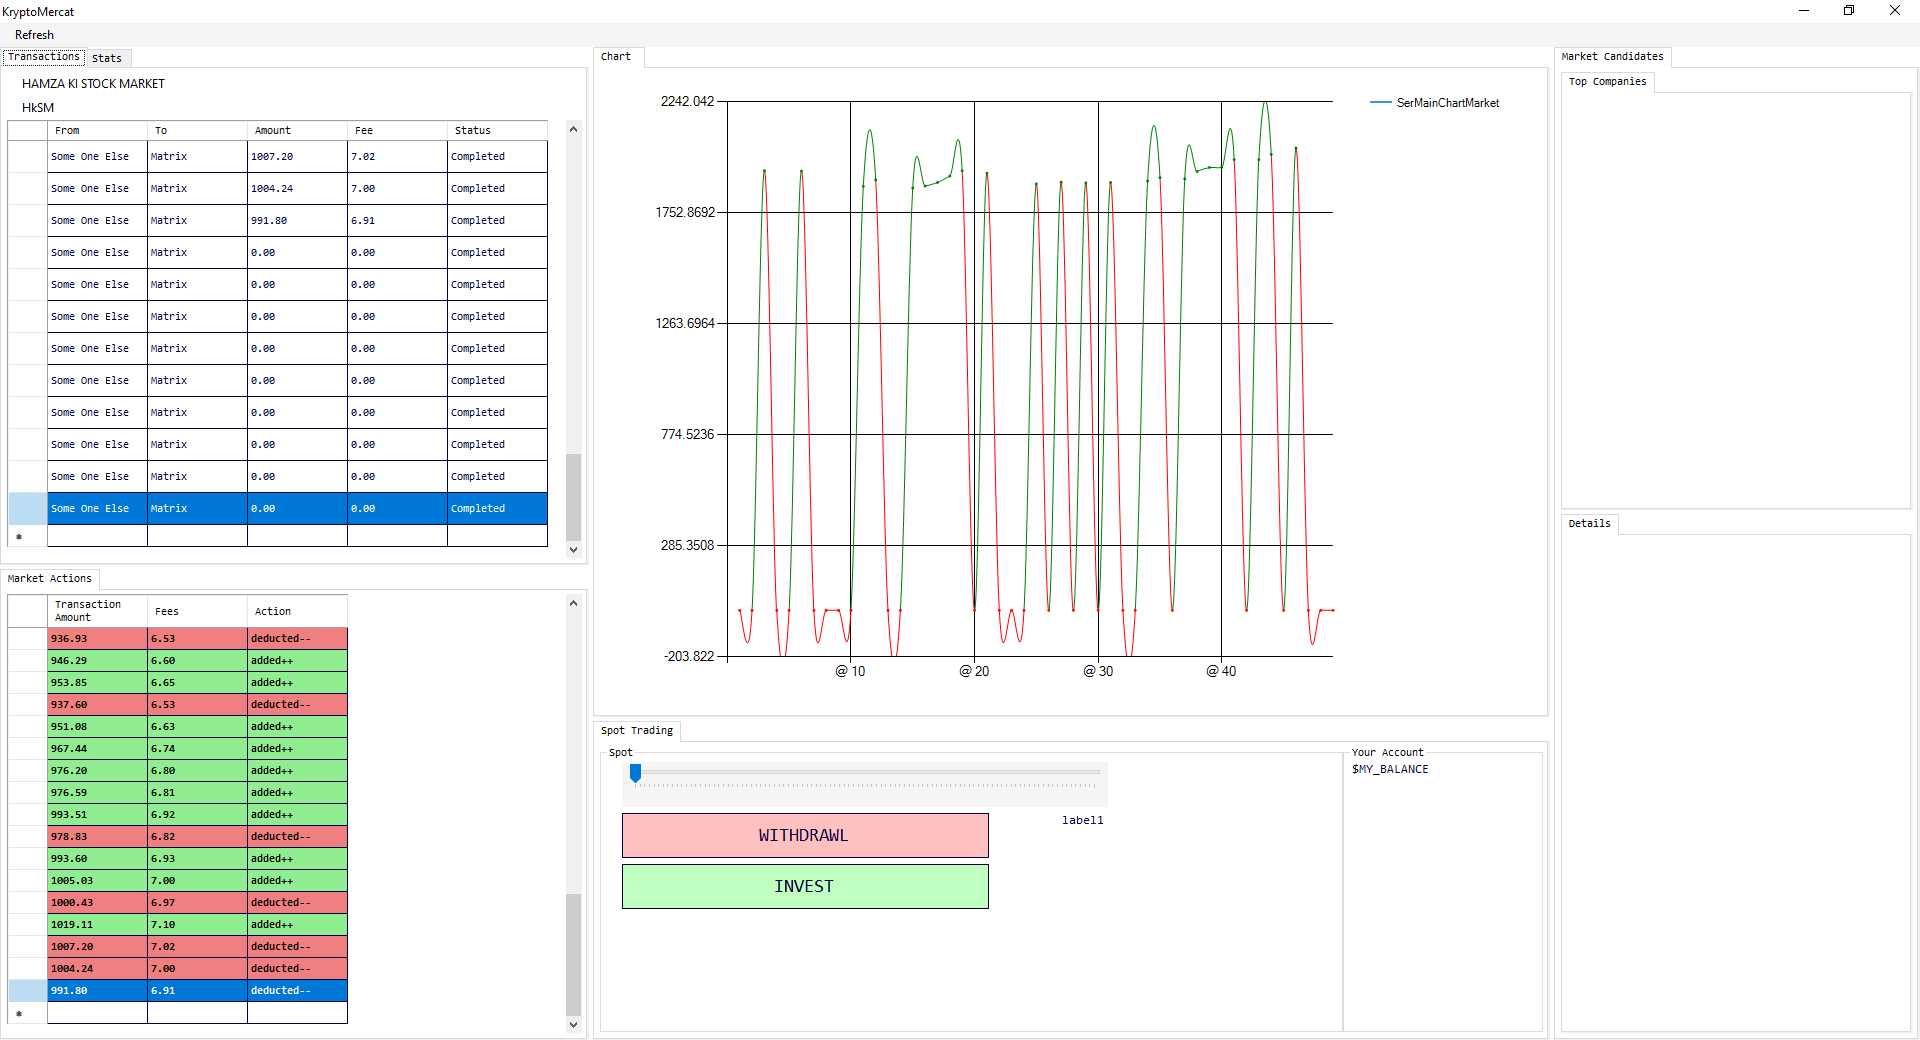 KryptoMercat
Refresh
Transactions Stats
HAMZA KI STOCK MARKET
HkSM
From To Amount Fee Status
Some One Else Matrix 1007.20 7.02 Completed
Some One Else Matrix 1004.24 7.00 Completed
Some One Else Matrix 991.80 6.91 Completed
Some One Else Matrix 0.00 0.00 Completed
Some One Else Matrix 0.00 0.00 Completed
Some One Else Matrix 0.00 0.00 Completed
Some One Else Matrix 0.00 0.00 Completed
Some One Else Matrix 0.00 0.00 Completed
Some One Else Matrix 0.00 0.00 Completed
Some One Else Matrix 0.00 0.00 Completed
Some One Else Matrix 0.00 0.00 Completed
Some One Else Matrix 0.00 0.00 Completed
*
Market Actions
Transaction Amount Fees Action
936.93 6.53 deducted--
946.29 6.60 added++
953.85 6.65 added++
937.60 6.53 deducted--
951.08 6.63 added++
967.44 6.74 added++
976.20 6.80 added++
976.59 6.81 added++
993.51 6.92 added++
978.83 6.82 deducted--
993.60 6.93 added++
1005.03 7.00 added++
1000.43 6.97 deducted--
1019.11 7.10 added++
1007.20 7.02 deducted--
1004.24 7.00 deducted--
991.80 6.91 deducted--
*
Chart
2242.042
1752.8692
1263.6964
774.5236
285.3508
-203.822
@ 10 @ 20 @ 30 @ 40
SerMainChartMarket
Spot Trading
Spot
label1
WITHDRAWL
INVEST
Your Account
$MY_BALANCE
Market Candidates
Top Companies
Details